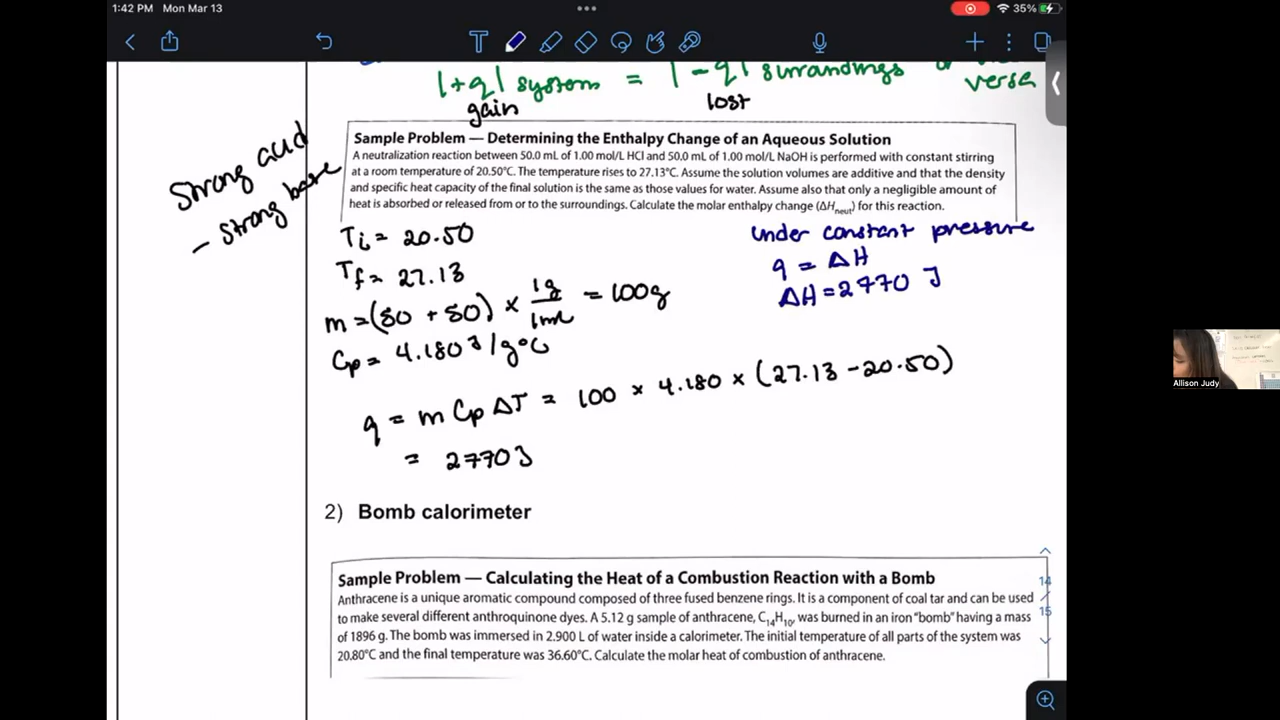 1:42 PM Mon Mar 13
35%
|+q| system = |-q| surrandings
versa
gain
lost
Strong acid
- strong base
Sample Problem — Determining the Enthalpy Change of an Aqueous Solution
A neutralization reaction between 50.0 mL of 1.00 mol/L HCl and 50.0 mL of 1.00 mol/L NaOH is performed with constant stirring
at a room temperature of 20.50°C. The temperature rises to 27.13°C. Assume the solution volumes are additive and that the density
and specific heat capacity of the final solution is the same as those values for water. Assume also that only a negligible amount of
heat is absorbed or released from or to the surroundings. Calculate the molar enthalpy change (ΔHneut) for this reaction.
Ti = 20.50
Tf = 27.13
m = (50 + 50) × 1g/1ml = 100g
Cp = 4.180 J/g°C
under constant pressure
q = ΔH
ΔH = 2770 J
q = m Cp ΔT = 100 × 4.180 × (27.13 - 20.50)
= 2770 J
2) Bomb calorimeter
Sample Problem — Calculating the Heat of a Combustion Reaction with a Bomb
Anthracene is a unique aromatic compound composed of three fused benzene rings. It is a component of coal tar and can be used
to make several different anthroquinone dyes. A 5.12 g sample of anthracene, C14H10, was burned in an iron "bomb" having a mass
of 1896 g. The bomb was immersed in 2.900 L of water inside a calorimeter. The initial temperature of all parts of the system was
20.80°C and the final temperature was 36.60°C. Calculate the molar heat of combustion of anthracene.
14
15
Allison Judy